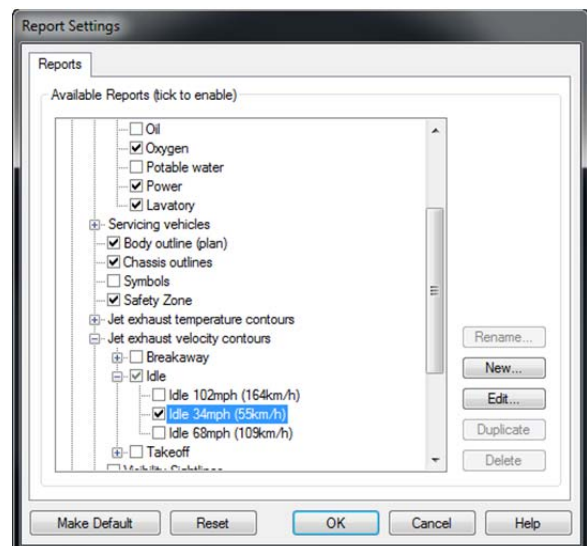 Report Settings
Reports
Available Reports (tick to enable)
Oil
Oxygen
Potable water
Power
Lavatory
Servicing vehicles
Body outline (plan)
Chassis outlines
Symbols
Safety Zone
Jet exhaust temperature contours
Jet exhaust velocity contours
Breakaway
Idle
Idle 102mph (164km/h)
Idle 34mph (55km/h)
Idle 68mph (109km/h)
Takeoff
Visibility Sightlines
Rename...
New...
Edit...
Duplicate
Delete
Make Default
Reset
OK
Cancel
Help